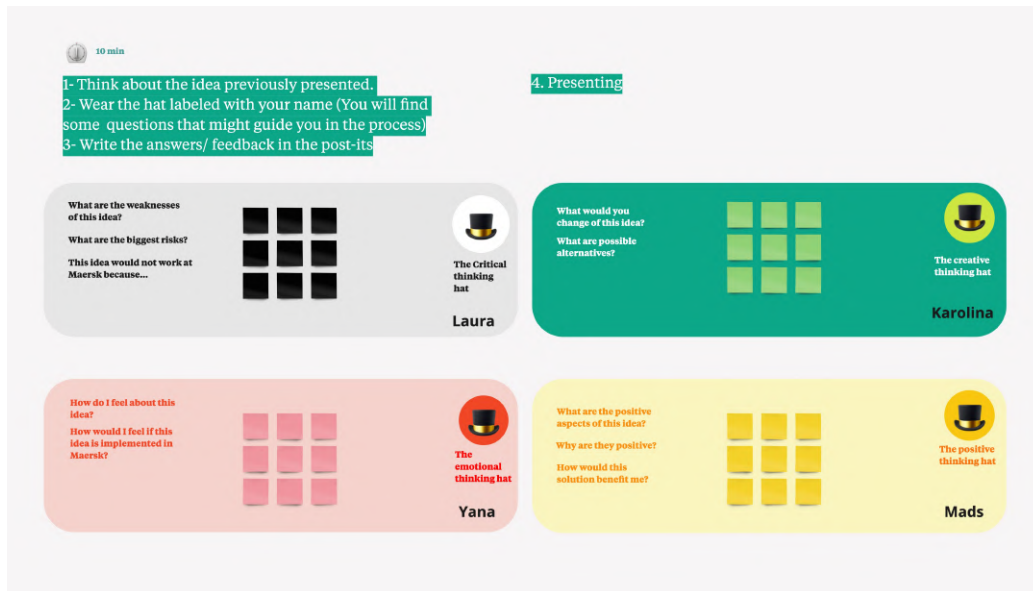 10 min
1- Think about the idea previously presented.
2- Wear the hat labeled with your name (You will find
some questions that might guide you in the process)
3- Write the answers/ feedback in the post-its
4. Presenting
What are the weaknesses
of this idea?
What are the biggest risks?
This idea would not work at
Maersk because...
The Critical
thinking
hat
Laura
What would you
change of this idea?
What are possible
alternatives?
The creative
thinking hat
Karolina
How do I feel about this
idea?
How would I feel if this
idea is implemented in
Maersk?
The
emotional
thinking hat
Yana
What are the positive
aspects of this idea?
Why are they positive?
How would this
solution benefit me?
The positive
thinking hat
Mads